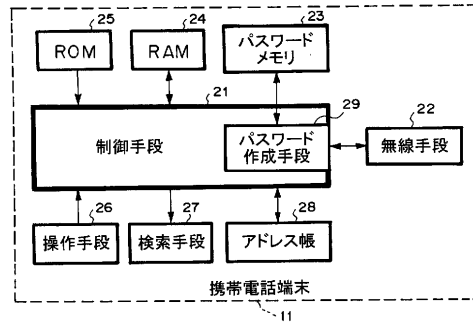 25
24
23
ROM
RAM
パスワード
メモリ
21
29
22
制御手段
パスワード
作成手段
無線手段
26
27
28
操作手段
検索手段
アドレス帳
携帯電話端末
11